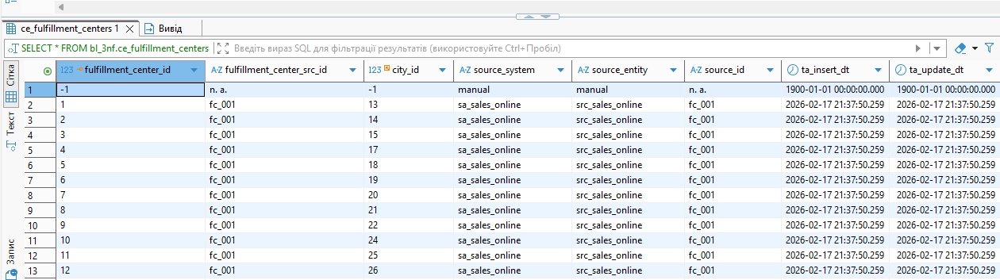 ce_fulfillment_centers 1 Вивід
SELECT * FROM bl_3nf.ce_fulfillment_centers Введіть вираз SQL для фільтрації результатів (використовуйте Ctrl+Пробіл)
Сітка
Текст
Запис
123 fulfillment_center_id A-Z fulfillment_center_src_id 123 city_id A-Z source_system A-Z source_entity A-Z source_id ta_insert_dt ta_update_dt
1 -1 n. a. -1 manual manual n. a. 1900-01-01 00:00:00.000 1900-01-01 00:00:00.000
2 1 fc_001 13 sa_sales_online src_sales_online fc_001 2026-02-17 21:37:50.259 2026-02-17 21:37:50.259
3 2 fc_001 14 sa_sales_online src_sales_online fc_001 2026-02-17 21:37:50.259 2026-02-17 21:37:50.259
4 3 fc_001 15 sa_sales_online src_sales_online fc_001 2026-02-17 21:37:50.259 2026-02-17 21:37:50.259
5 4 fc_001 17 sa_sales_online src_sales_online fc_001 2026-02-17 21:37:50.259 2026-02-17 21:37:50.259
6 5 fc_001 18 sa_sales_online src_sales_online fc_001 2026-02-17 21:37:50.259 2026-02-17 21:37:50.259
7 6 fc_001 19 sa_sales_online src_sales_online fc_001 2026-02-17 21:37:50.259 2026-02-17 21:37:50.259
8 7 fc_001 20 sa_sales_online src_sales_online fc_001 2026-02-17 21:37:50.259 2026-02-17 21:37:50.259
9 8 fc_001 21 sa_sales_online src_sales_online fc_001 2026-02-17 21:37:50.259 2026-02-17 21:37:50.259
10 9 fc_001 22 sa_sales_online src_sales_online fc_001 2026-02-17 21:37:50.259 2026-02-17 21:37:50.259
11 10 fc_001 24 sa_sales_online src_sales_online fc_001 2026-02-17 21:37:50.259 2026-02-17 21:37:50.259
12 11 fc_001 25 sa_sales_online src_sales_online fc_001 2026-02-17 21:37:50.259 2026-02-17 21:37:50.259
13 12 fc_001 26 sa_sales_online src_sales_online fc_001 2026-02-17 21:37:50.259 2026-02-17 21:37:50.259